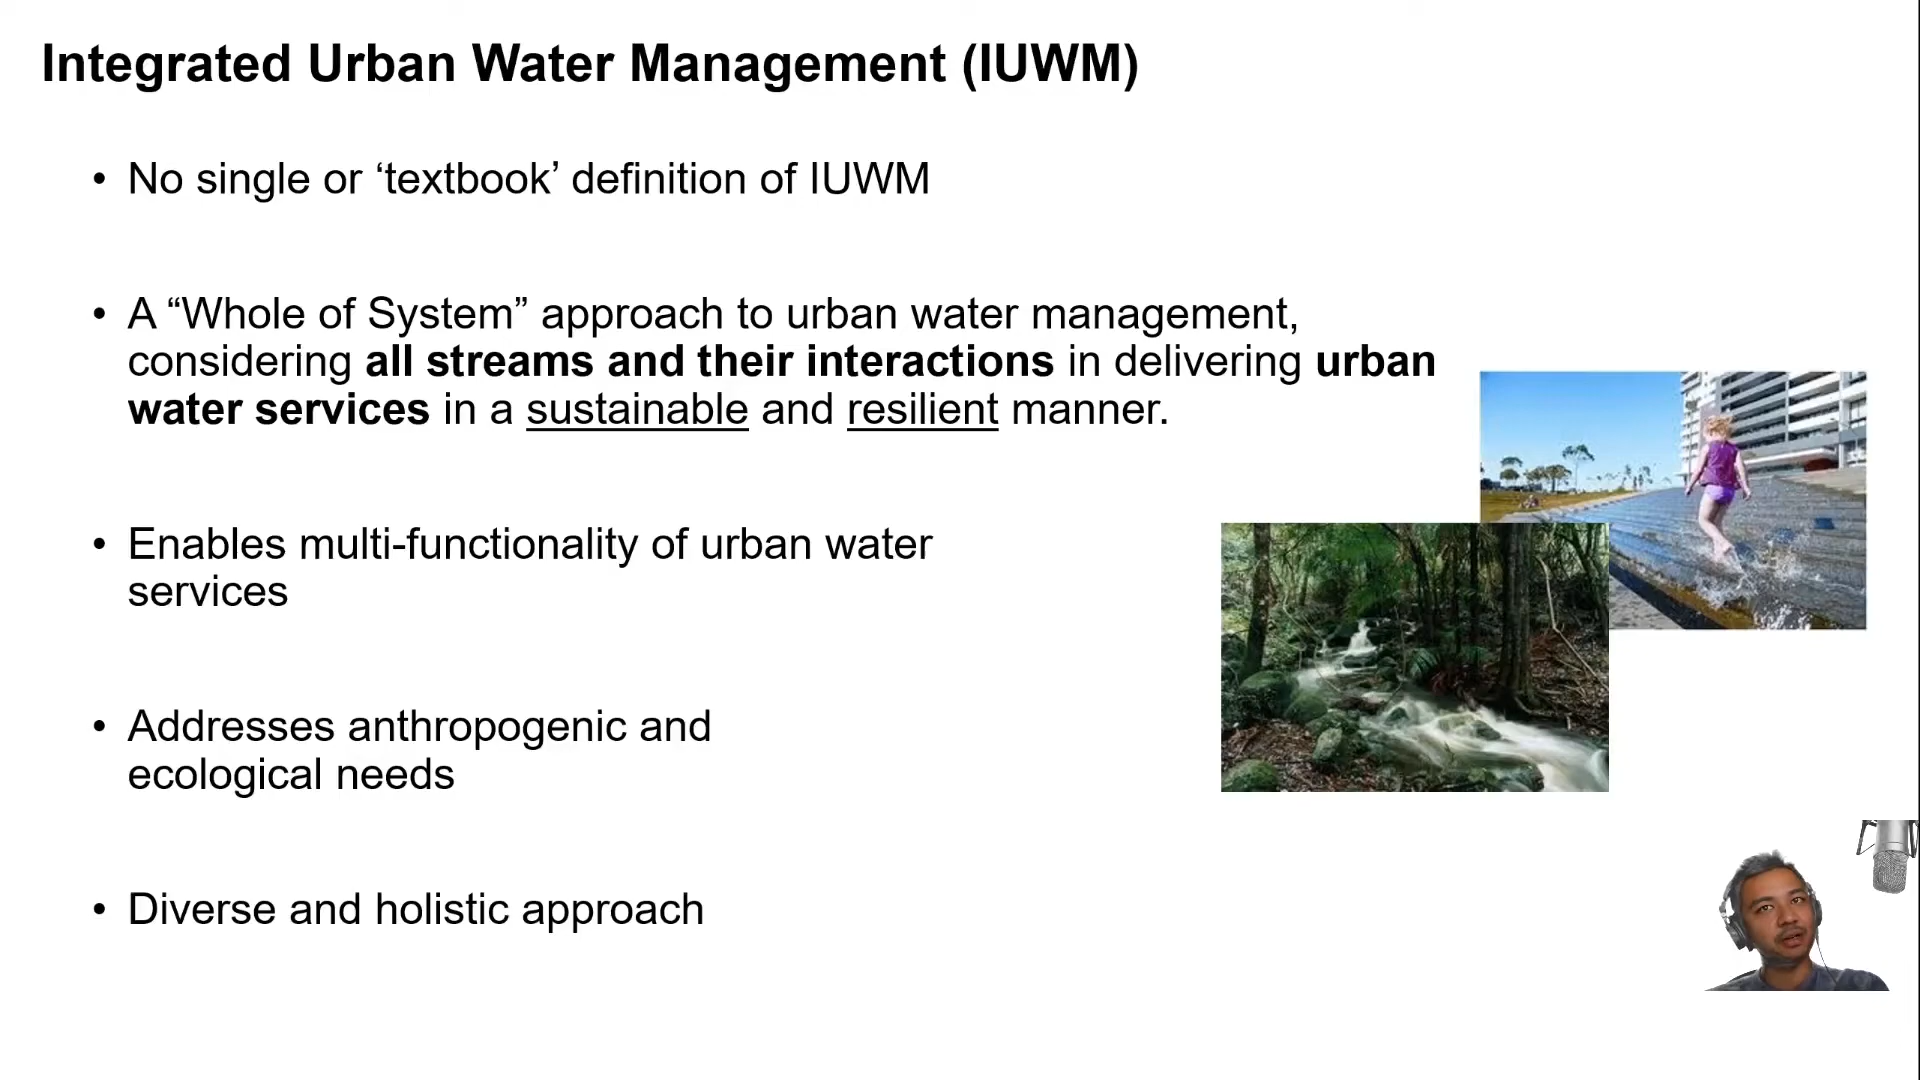 Integrated Urban Water Management (IUWM)
• No single or ‘textbook’ definition of IUWM
• A “Whole of System” approach to urban water management,
considering all streams and their interactions in delivering urban
water services in a sustainable and resilient manner.
• Enables multi-functionality of urban water
services
• Addresses anthropogenic and
ecological needs
• Diverse and holistic approach